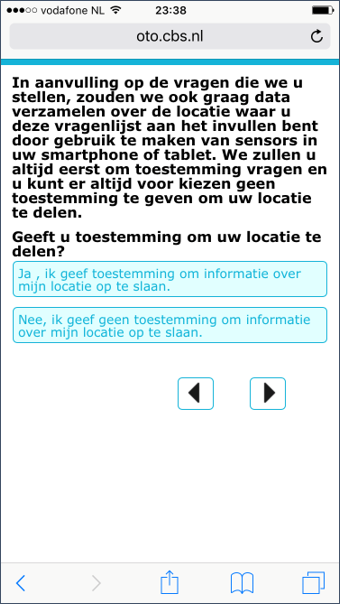 vodafone NL 23:38
oto.cbs.nl
In aanvulling op de vragen die we u
stellen, zouden we ook graag data
verzamelen over de locatie waar u
deze vragenlijst aan het invullen bent
door gebruik te maken van sensors in
uw smartphone of tablet. We zullen u
altijd eerst om toestemming vragen en
u kunt er altijd voor kiezen geen
toestemming te geven om uw locatie
te delen.
Geeft u toestemming om uw locatie te
delen?
Ja , ik geef toestemming om informatie over
mijn locatie op te slaan.
Nee, ik geef geen toestemming om informatie
over mijn locatie op te slaan.